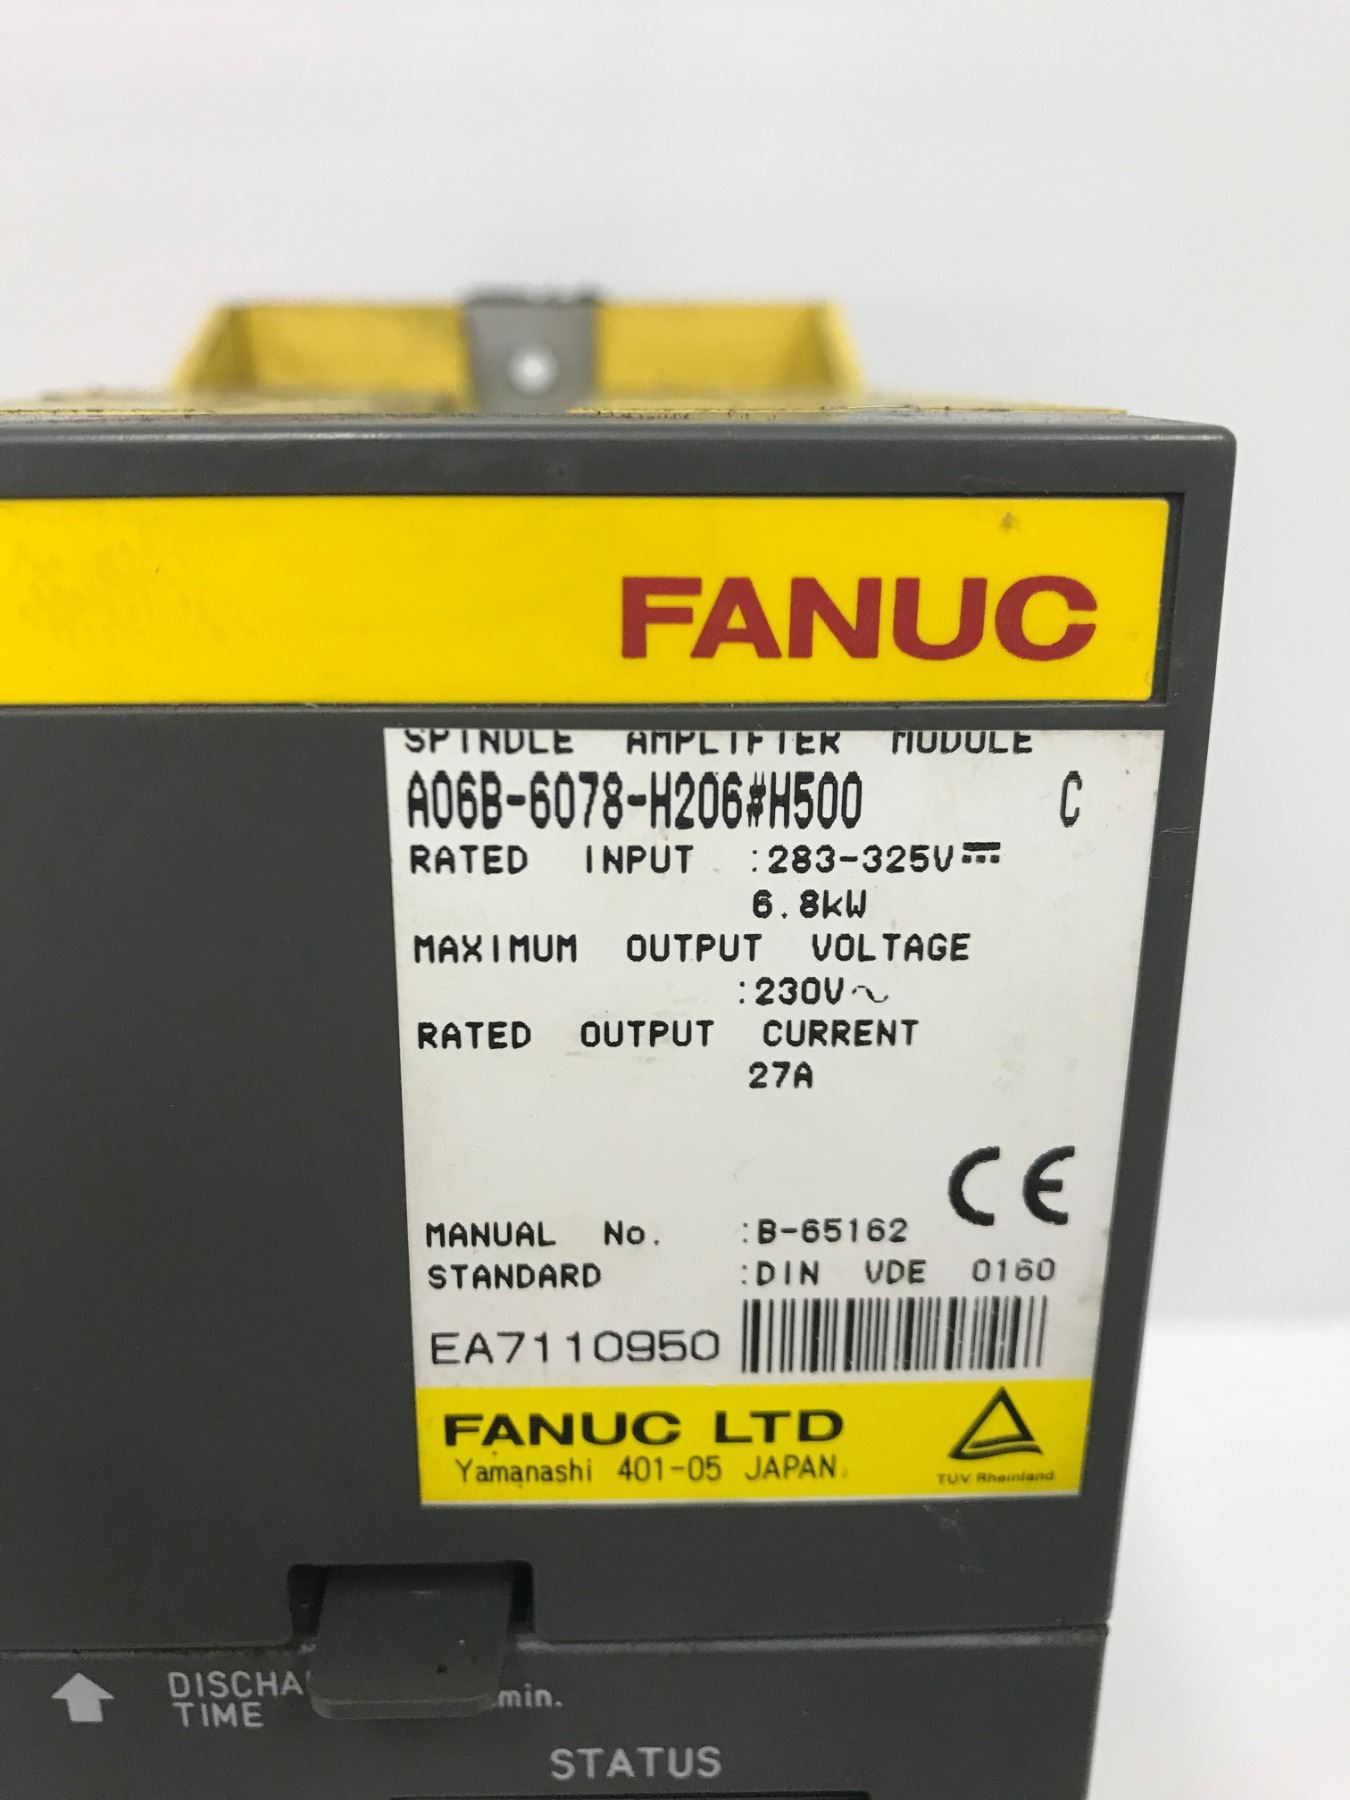 FANUC
SPINDLE AMPLIFIER MODULE
A06B-6078-H206#H500 C
RATED INPUT :283-325V⎓
6.8kW
MAXIMUM OUTPUT VOLTAGE
:230V∿
RATED OUTPUT CURRENT
27A
CE
MANUAL No. :B-65162
STANDARD :DIN VDE 0160
EA7110950
FANUC LTD
Yamanashi 401-05 JAPAN
TÜV Rheinland
TIME min.
STATUS